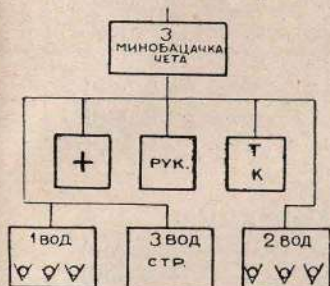 3
МИНОБАЦАЧКА
ЧЕТА
+
РУК.
Т
К
1 ВОД
3 ВОД
СТР.
2 ВОД